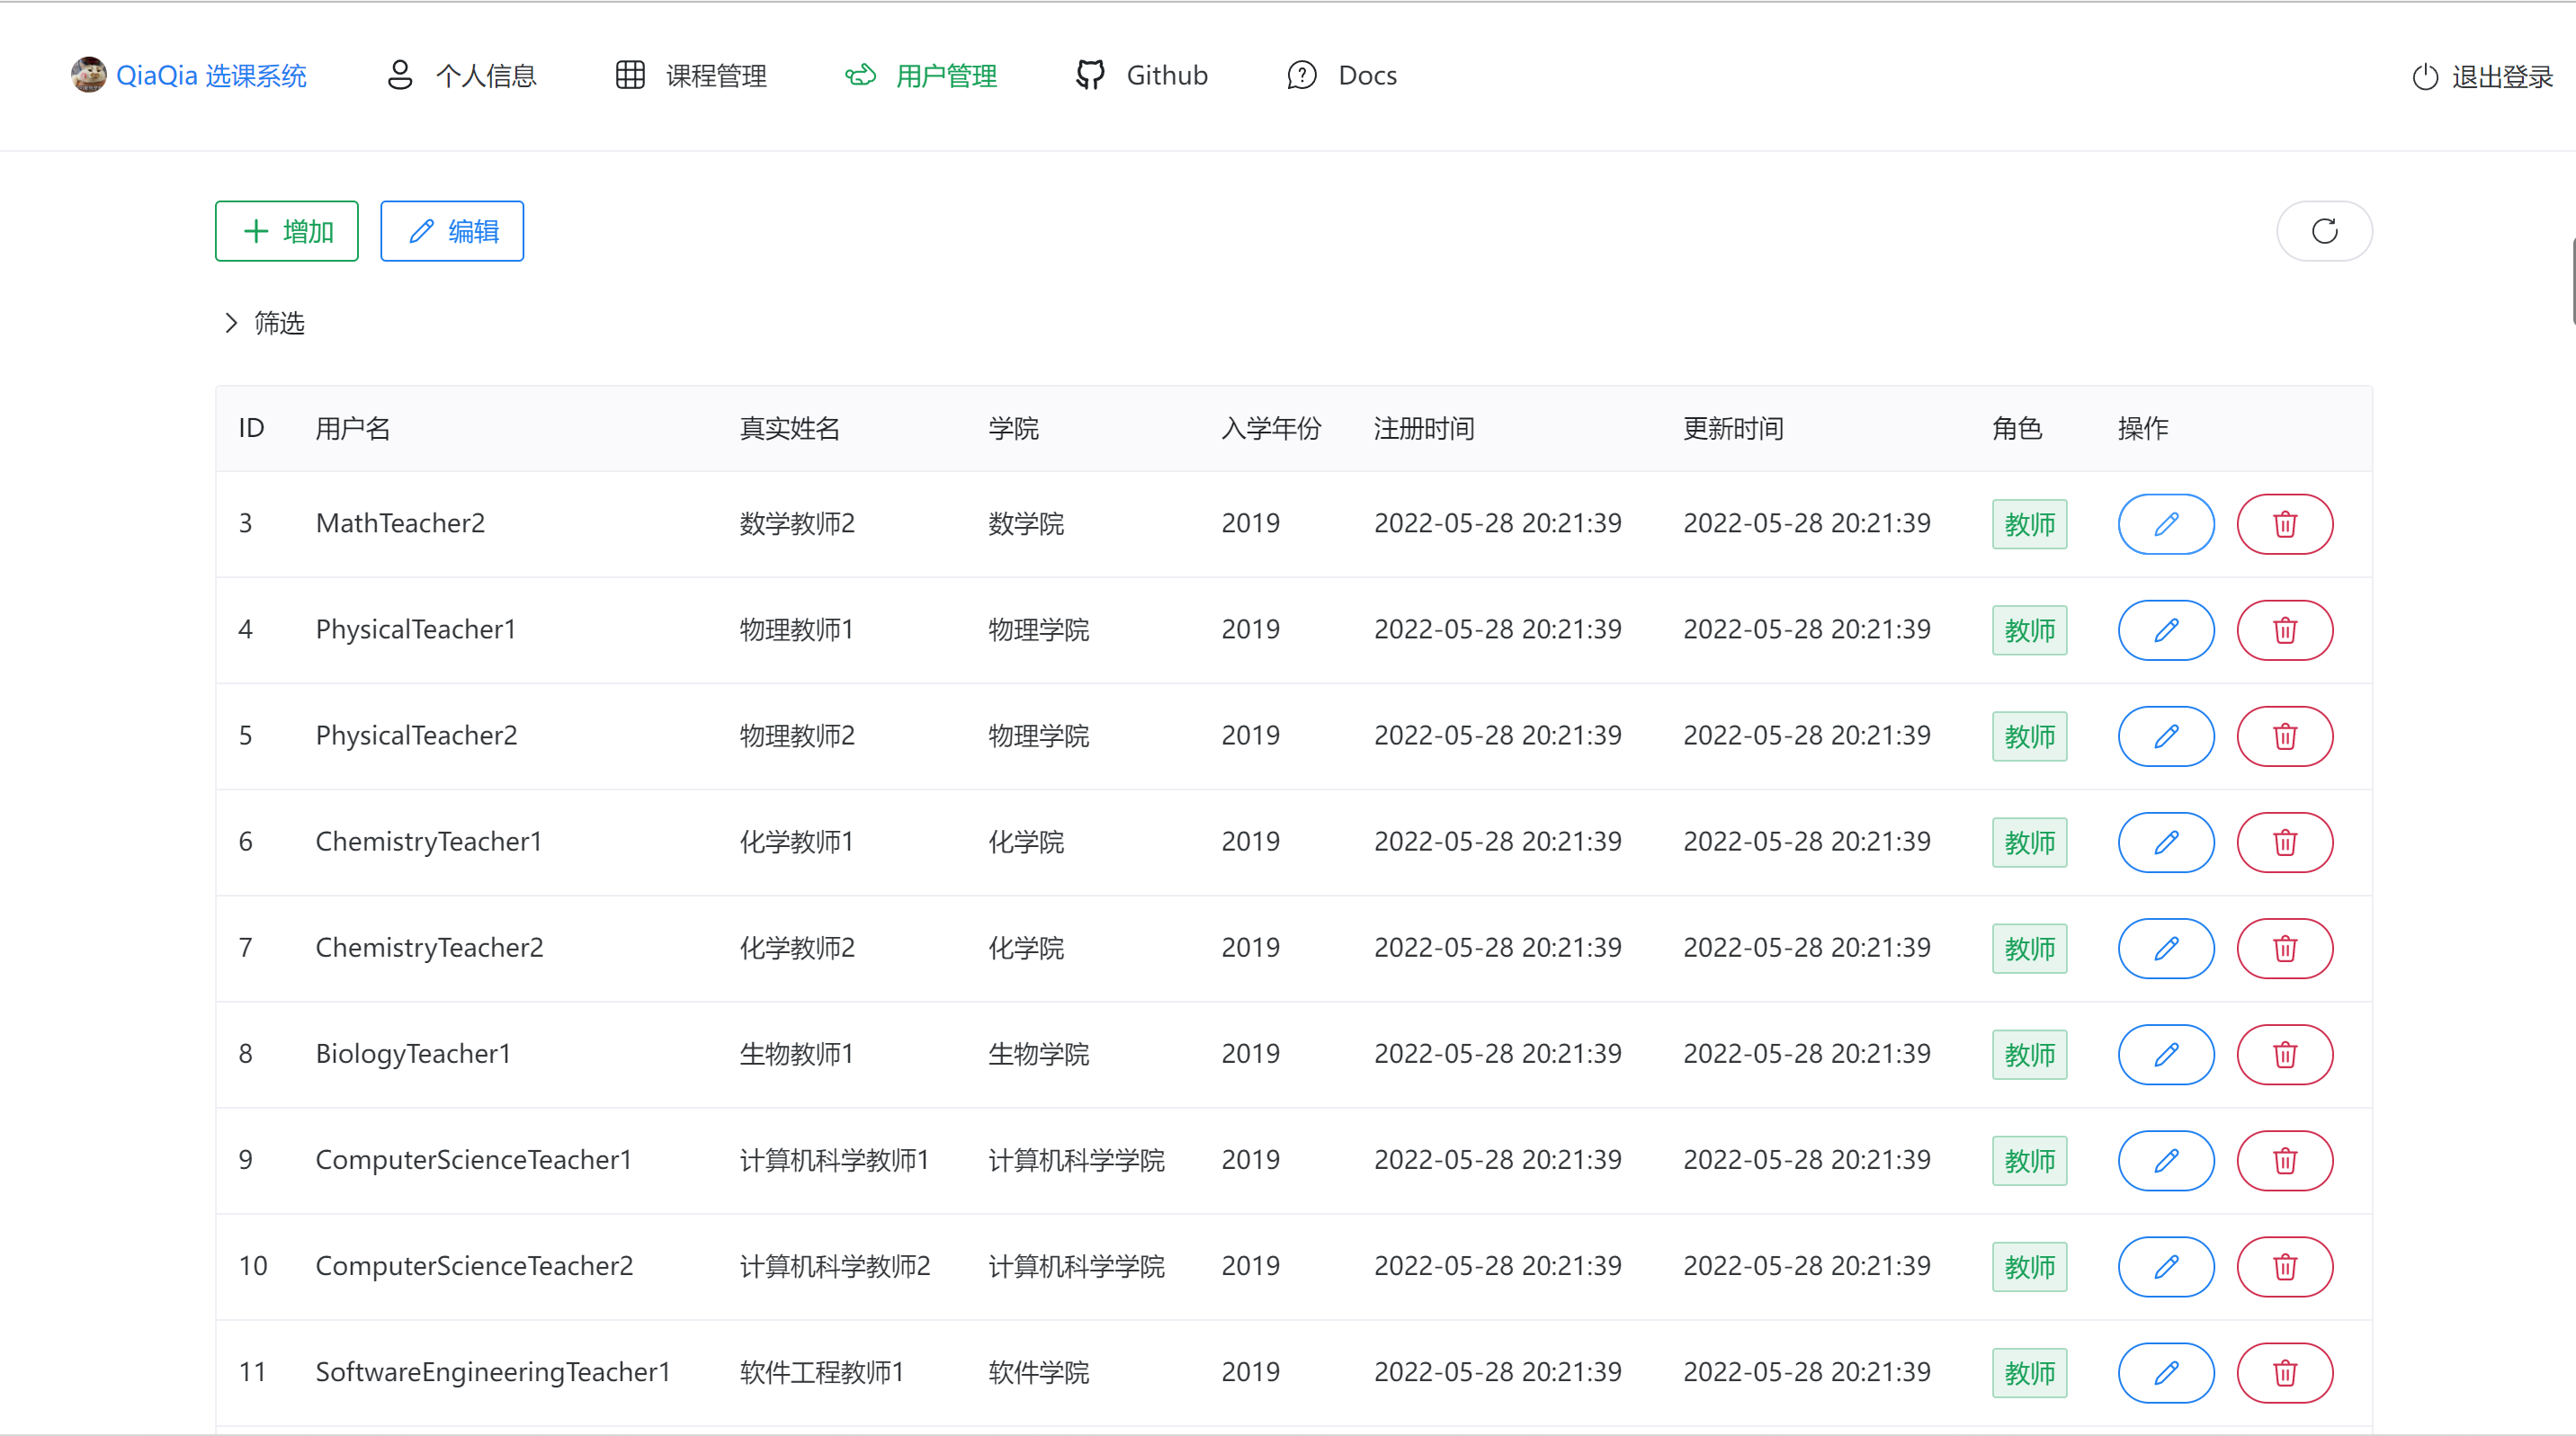 QiaQia 选课系统 个人信息 课程管理 用户管理 Github Docs 退出登录
增加 编辑
筛选
ID 用户名 真实姓名 学院 入学年份 注册时间 更新时间 角色 操作
3 MathTeacher2 数学教师2 数学院 2019 2022-05-28 20:21:39 2022-05-28 20:21:39 教师
4 PhysicalTeacher1 物理教师1 物理学院 2019 2022-05-28 20:21:39 2022-05-28 20:21:39 教师
5 PhysicalTeacher2 物理教师2 物理学院 2019 2022-05-28 20:21:39 2022-05-28 20:21:39 教师
6 ChemistryTeacher1 化学教师1 化学院 2019 2022-05-28 20:21:39 2022-05-28 20:21:39 教师
7 ChemistryTeacher2 化学教师2 化学院 2019 2022-05-28 20:21:39 2022-05-28 20:21:39 教师
8 BiologyTeacher1 生物教师1 生物学院 2019 2022-05-28 20:21:39 2022-05-28 20:21:39 教师
9 ComputerScienceTeacher1 计算机科学教师1 计算机科学学院 2019 2022-05-28 20:21:39 2022-05-28 20:21:39 教师
10 ComputerScienceTeacher2 计算机科学教师2 计算机科学学院 2019 2022-05-28 20:21:39 2022-05-28 20:21:39 教师
11 SoftwareEngineeringTeacher1 软件工程教师1 软件学院 2019 2022-05-28 20:21:39 2022-05-28 20:21:39 教师